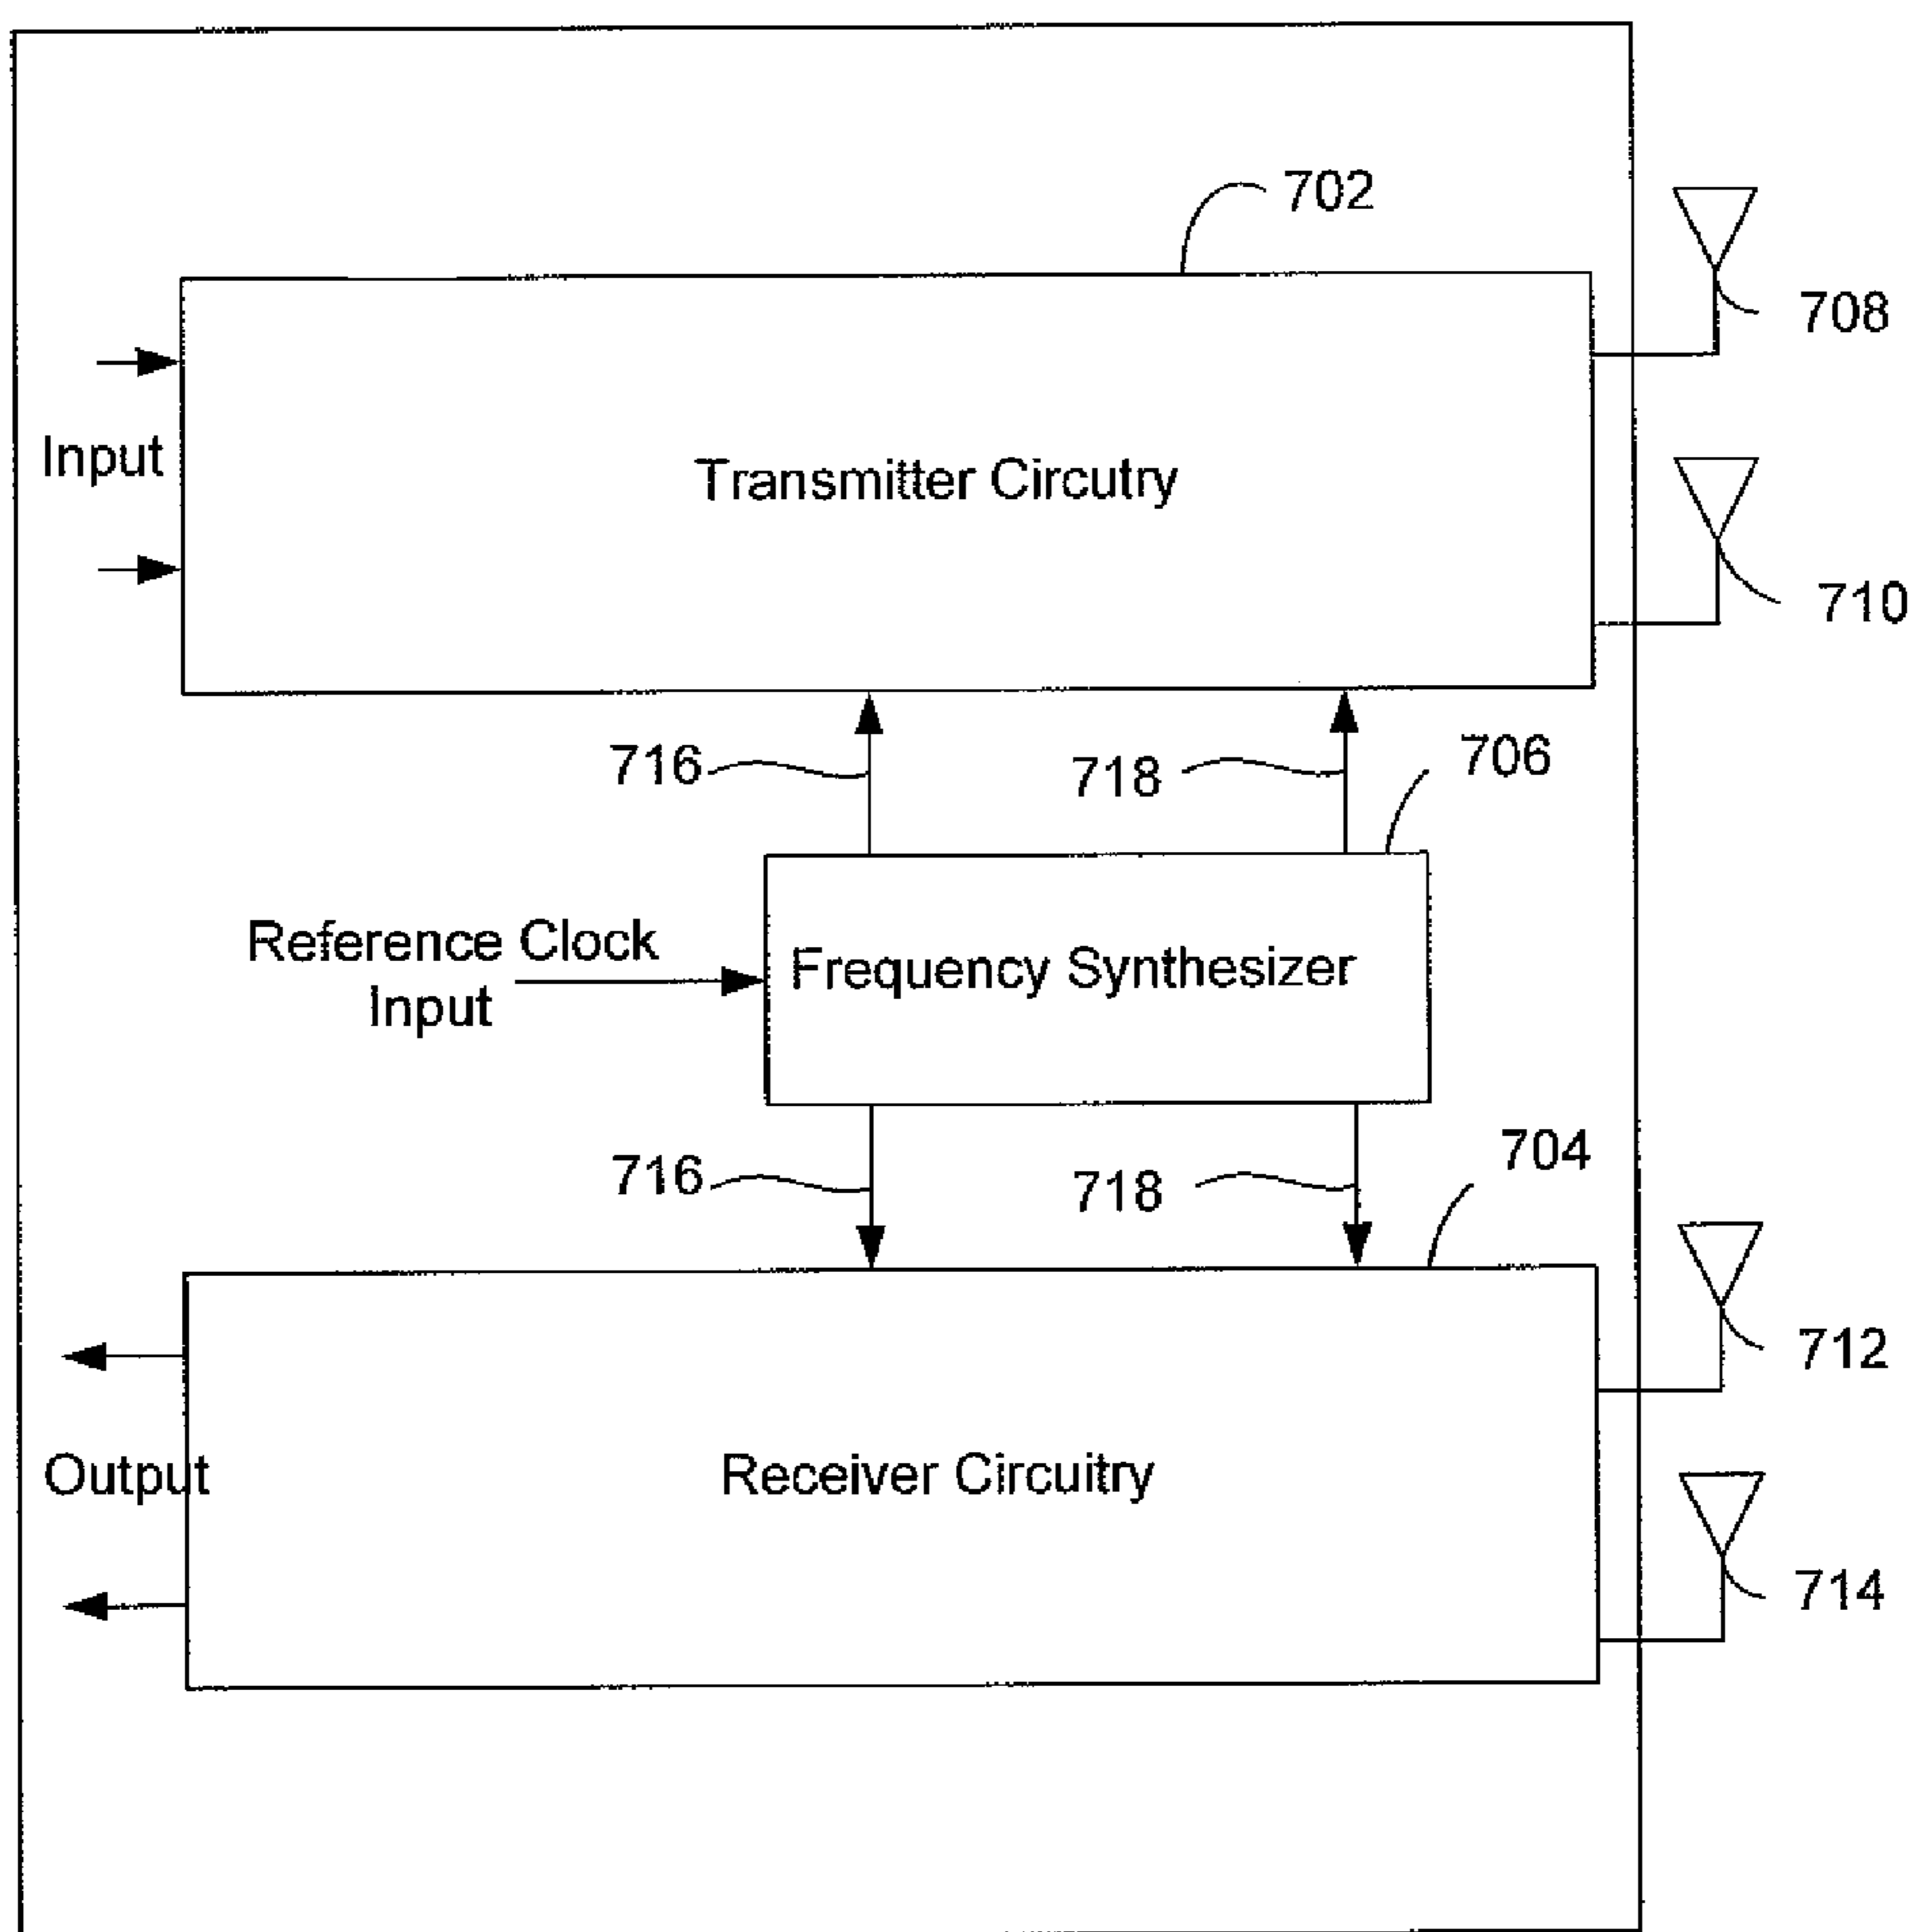 702
708
Input
Transmitter Circutry
710
716
718
706
Reference Clock
Input
Frequency Synthesizer
716
718
704
712
Output
Receiver Circuitry
714